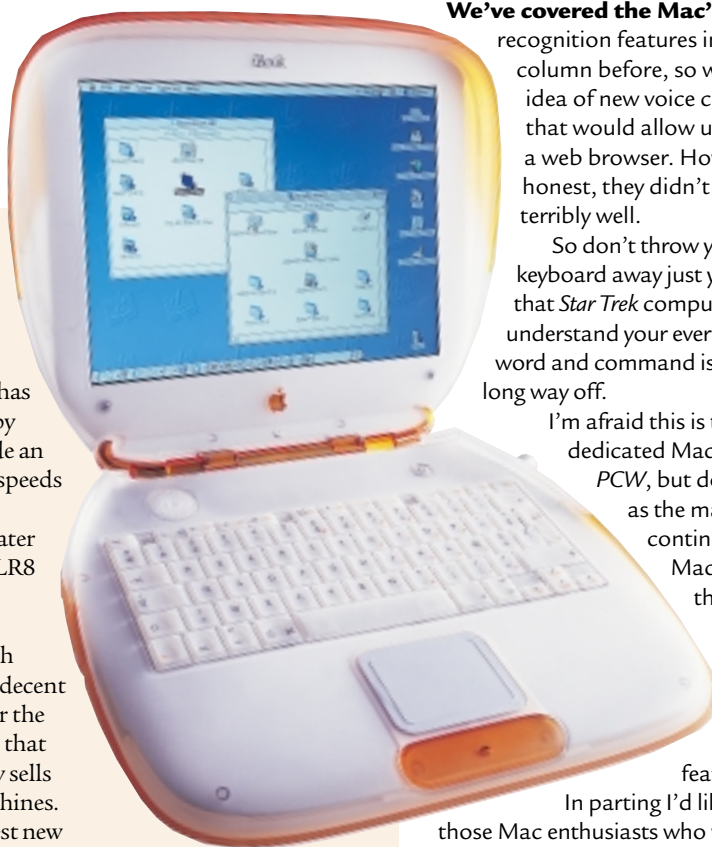 We’ve covered the Mac’
recognition features in
column before, so w
idea of new voice c
that would allow u
a web browser. Ho
honest, they didn’t
terribly well.
So don’t throw y
keyboard away just y
that Star Trek compu
understand your ever
word and command is
long way off.
I’m afraid this is t
dedicated Mac
PCW, but d
as the ma
contin
Mac
th
fea
In parting I’d lik
those Mac enthusiasts who
has
by
le an
speeds
ater
LR8
h
decent
r the
that
y sells
hines.
est new
iBook